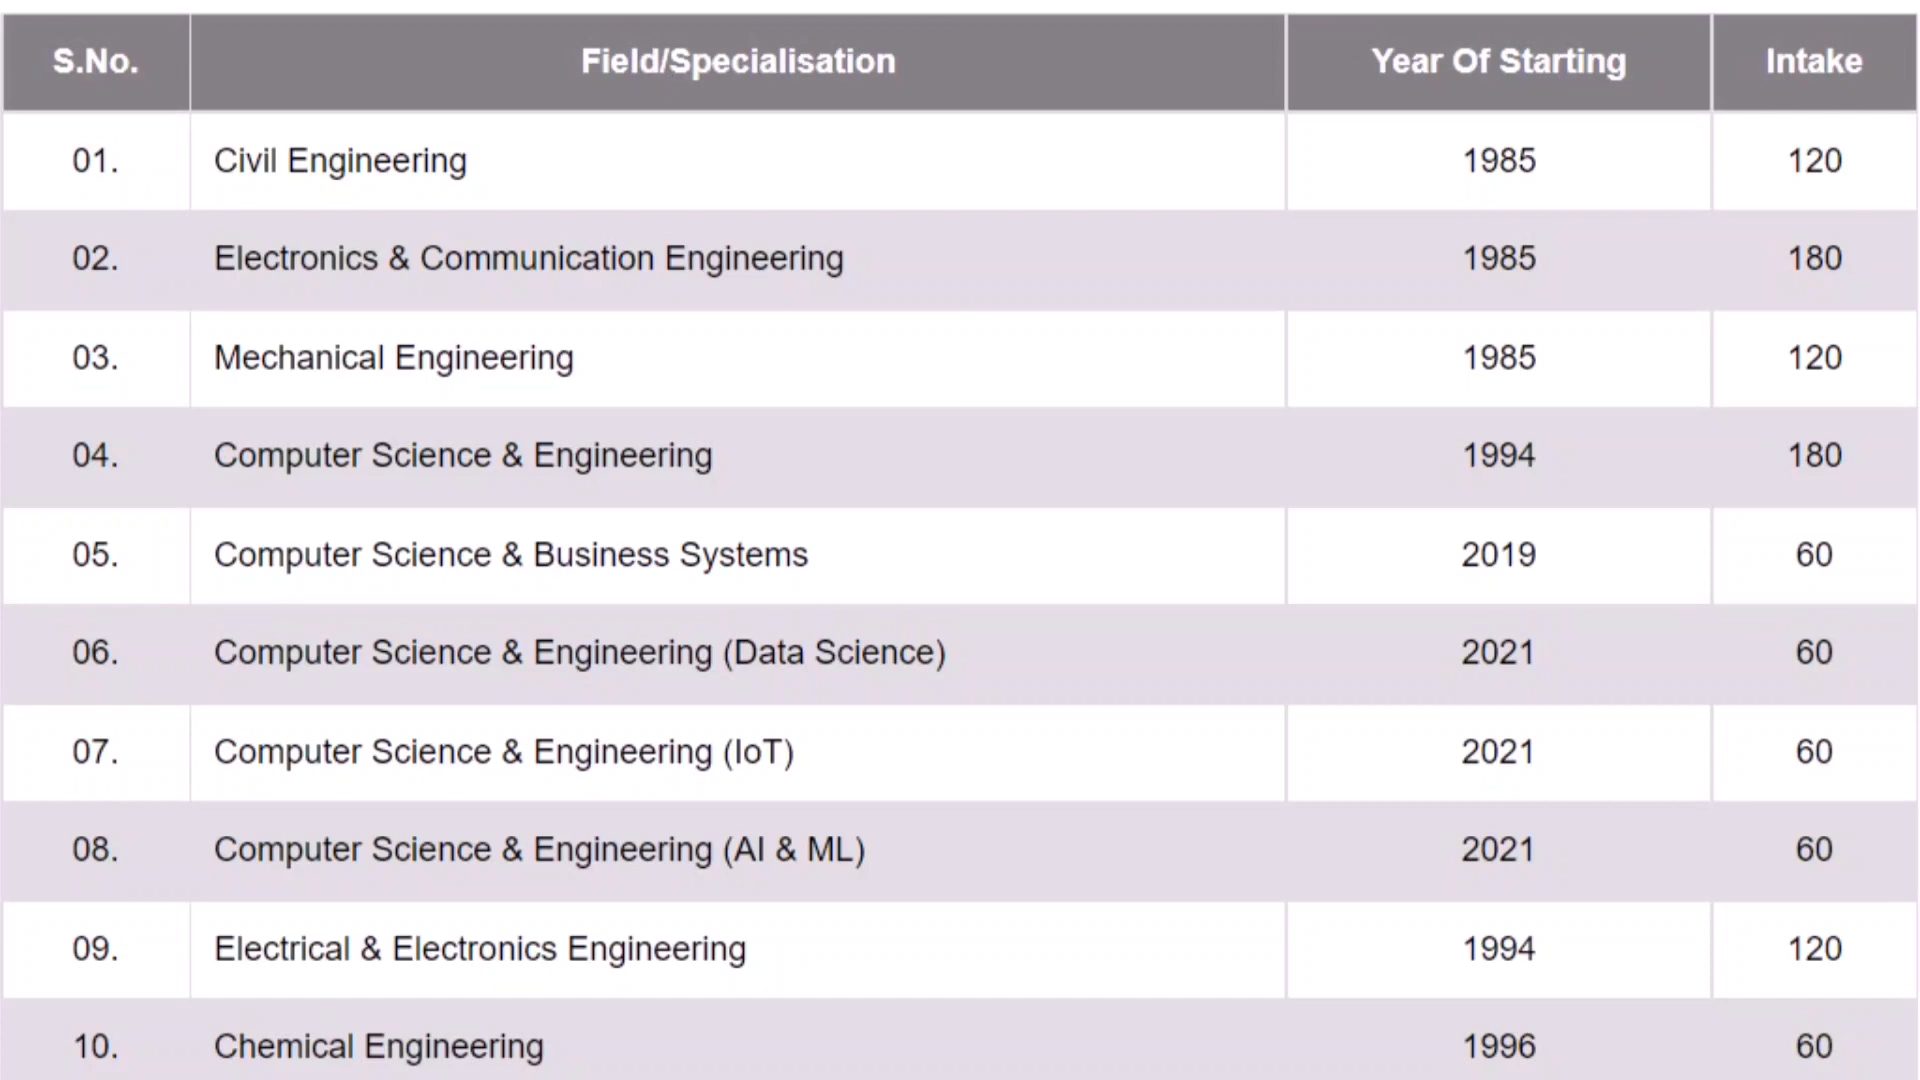 S.No. Field/Specialisation Year Of Starting Intake
01. Civil Engineering 1985 120
02. Electronics & Communication Engineering 1985 180
03. Mechanical Engineering 1985 120
04. Computer Science & Engineering 1994 180
05. Computer Science & Business Systems 2019 60
06. Computer Science & Engineering (Data Science) 2021 60
07. Computer Science & Engineering (IoT) 2021 60
08. Computer Science & Engineering (AI & ML) 2021 60
09. Electrical & Electronics Engineering 1994 120
10. Chemical Engineering 1996 60